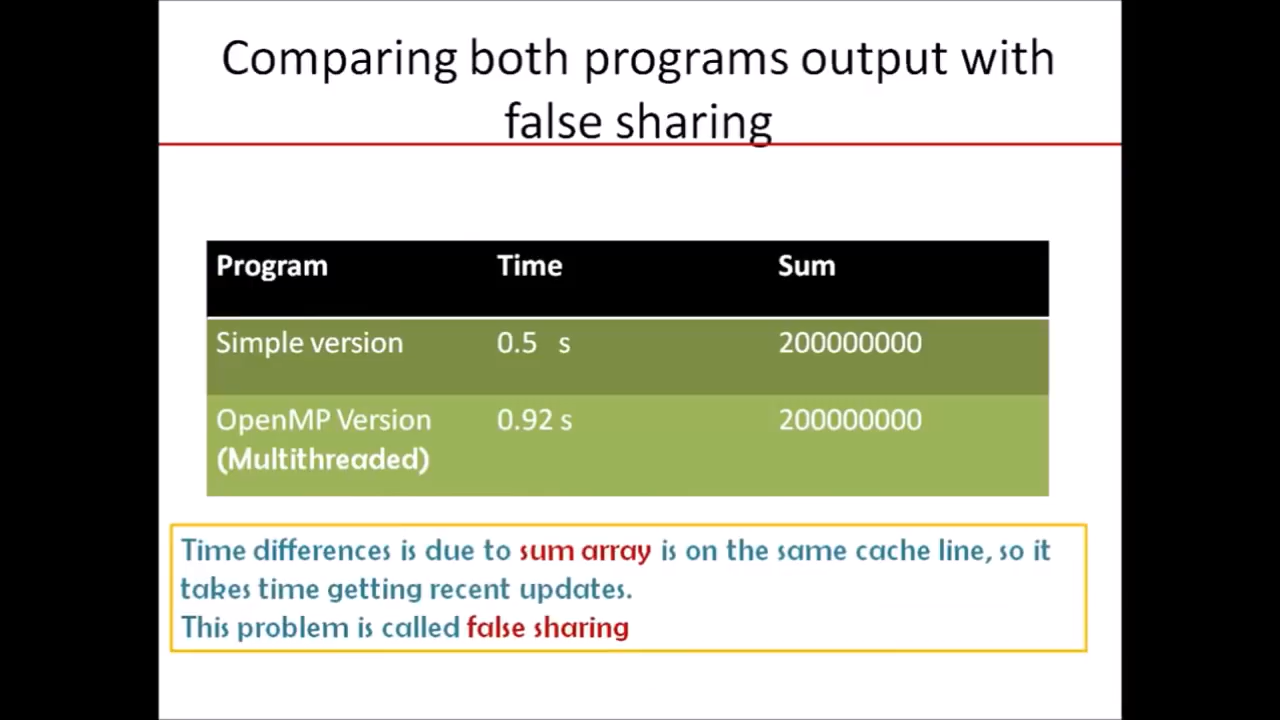 Comparing both programs output with
false sharing
Program Time Sum
Simple version 0.5 s 200000000
OpenMP Version 0.92 s 200000000
(Multithreaded)
Time differences is due to sum array is on the same cache line, so it
takes time getting recent updates.
This problem is called false sharing